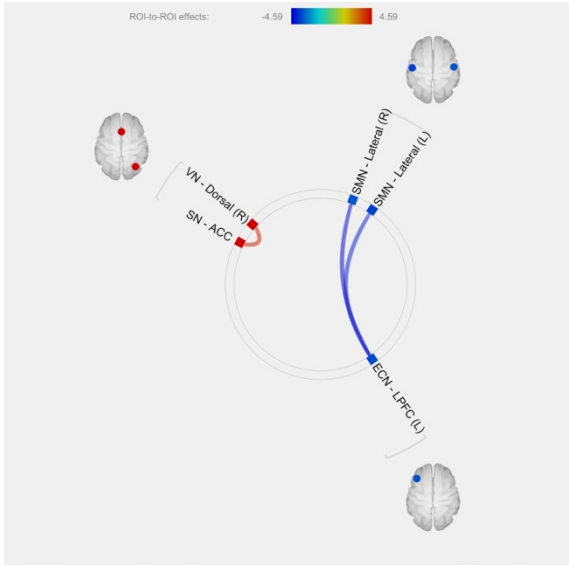 ROI-to-ROI effects: -4.59 4.59
SMN - Lateral (R)
SMN - Lateral (L)
VN - Dorsal (R)
SN - ACC
ECN - LPFC (L)